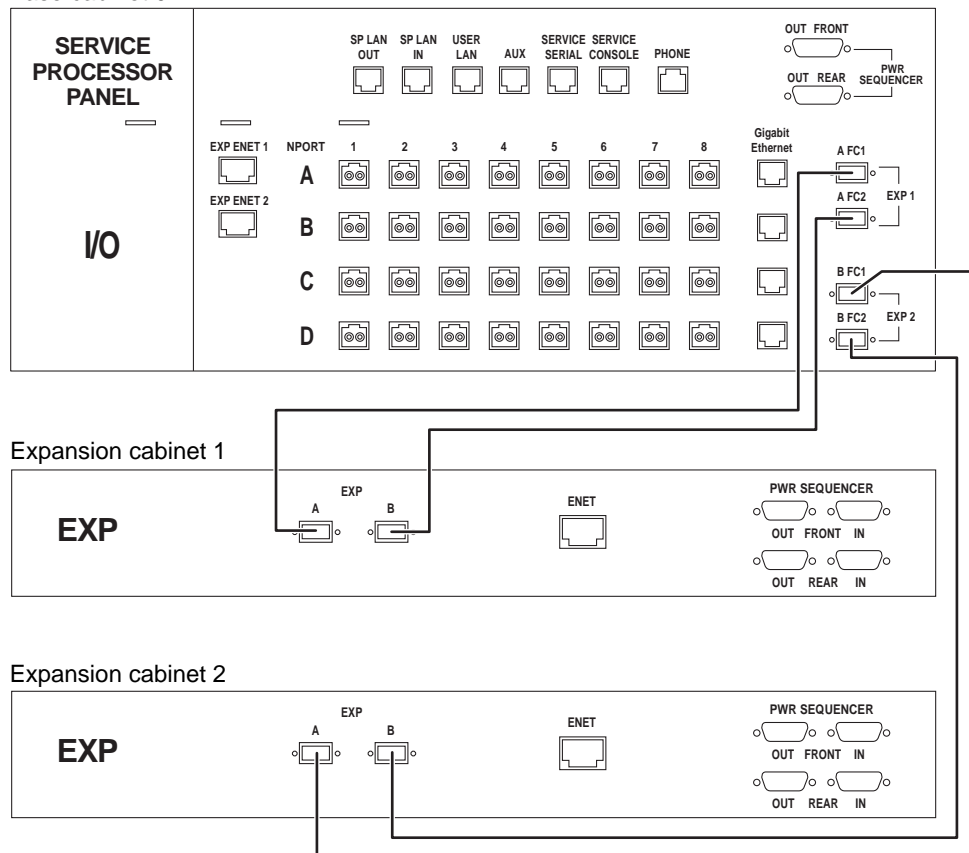 SERVICE
PROCESSOR
PANEL
I/O
SP LAN
OUT
SP LAN
IN
USER
LAN
AUX
SERVICE
SERIAL
SERVICE
CONSOLE
PHONE
OUT FRONT
OUT REAR
PWR
SEQUENCER
EXP ENET 1
EXP ENET 2
NPORT 1 2 3 4 5 6 7 8
Gigabit
Ethernet
A
B
C
D
A FC1
A FC2
EXP 1
B FC1
B FC2
EXP 2
Expansion cabinet 1
EXP
EXP
A B
ENET
PWR SEQUENCER
OUT FRONT IN
OUT REAR IN
Expansion cabinet 2
EXP
EXP
A B
ENET
PWR SEQUENCER
OUT FRONT IN
OUT REAR IN